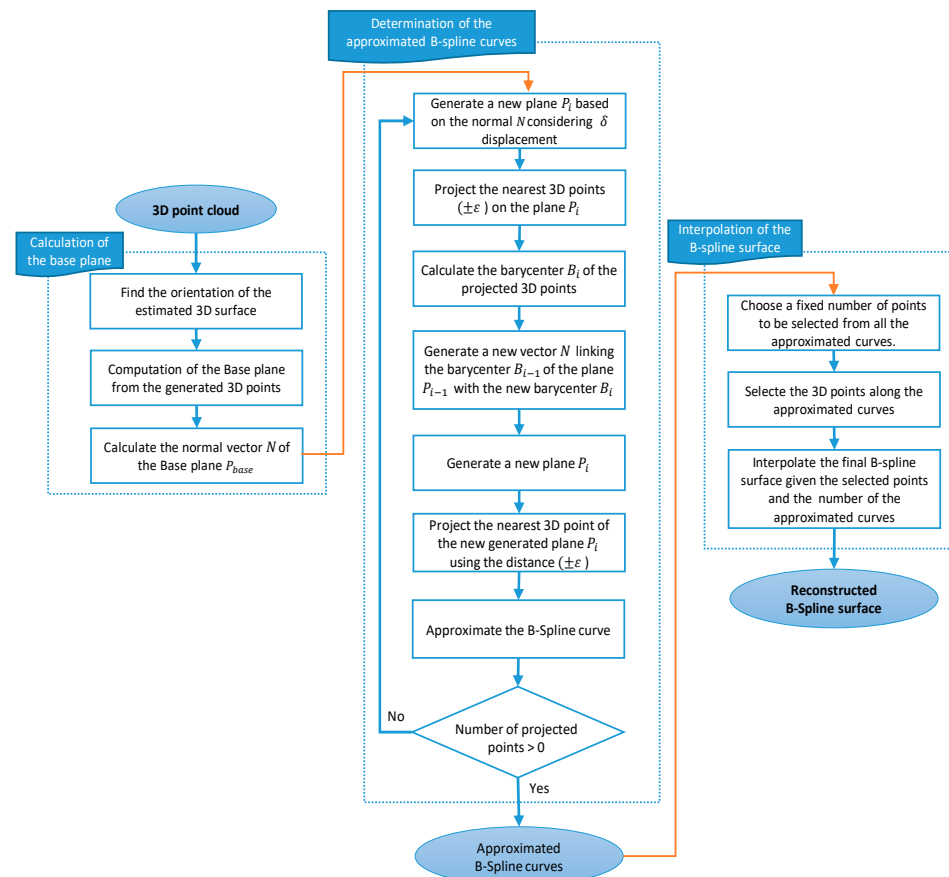 3D point cloud
Calculation of
the base plane
Find the orientation of the
estimated 3D surface
Computation of the Base plane
from the generated 3D points
Calculate the normal vector N of
the Base plane P_base
Determination of the
approximated B-spline curves
Generate a new plane P_i based
on the normal N considering δ
displacement
Project the nearest 3D points
(±ε ) on the plane P_i
Calculate the barycenter B_i of the
projected 3D points
Generate a new vector N linking
the barycenter B_{i−1} of the plane
P_{i−1} with the new barycenter B_i
Generate a new plane P_i
Project the nearest 3D point of
the new generated plane P_i
using the distance (±ε)
Approximate the B-Spline curve
Number of projected
points > 0
No
Yes
Approximated
B-Spline curves
Interpolation of the
B-spline surface
Choose a fixed number of points
to be selected from all the
approximated curves.
Selecte the 3D points along the
approximated curves
Interpolate the final B-spline
surface given the selected points
and the number of the
approximated curves
Reconstructed
B-Spline surface